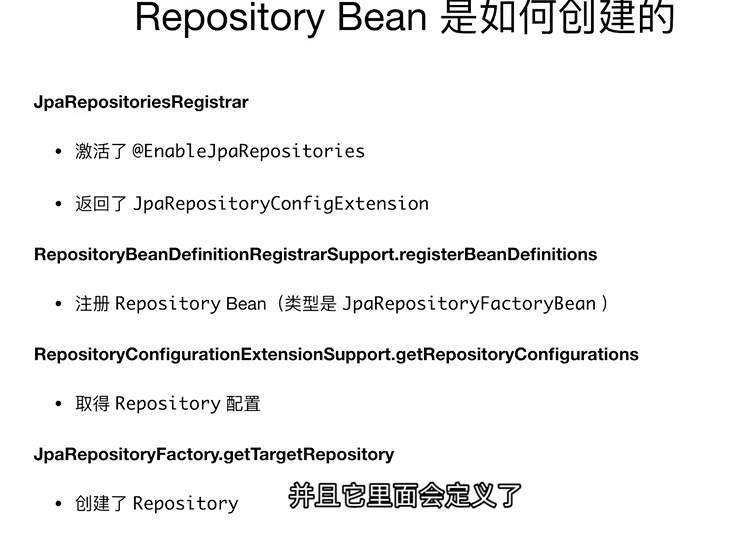 Repository Bean 是如何创建的
JpaRepositoriesRegistrar
• 激活了 @EnableJpaRepositories
• 返回了 JpaRepositoryConfigExtension
RepositoryBeanDefinitionRegistrarSupport.registerBeanDefinitions
• 注册 Repository Bean（类型是 JpaRepositoryFactoryBean ）
RepositoryConfigurationExtensionSupport.getRepositoryConfigurations
• 取得 Repository 配置
JpaRepositoryFactory.getTargetRepository
• 创建了 Repository
并且它里面会定义了